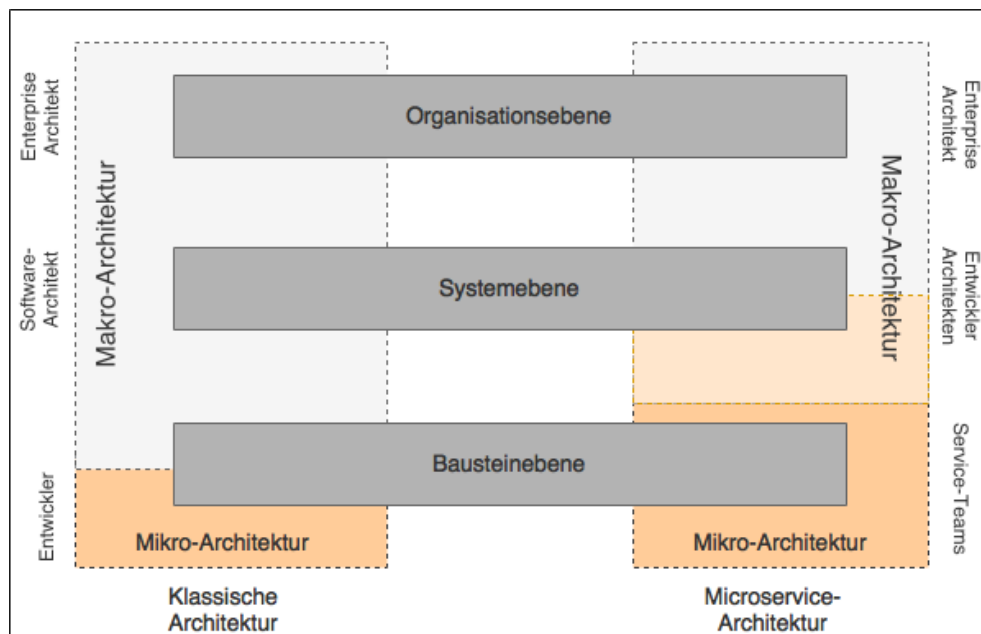 Enterprise
Architekt
Makro-Architektur
Organisationsebene
Makro-Architektur
Enterprise
Architekt
Software-
Architekt
Systemebene
Entwickler
Architekten
Entwickler
Bausteinebene
Service-Teams
Mikro-Architektur
Mikro-Architektur
Klassische
Architektur
Microservice-
Architektur